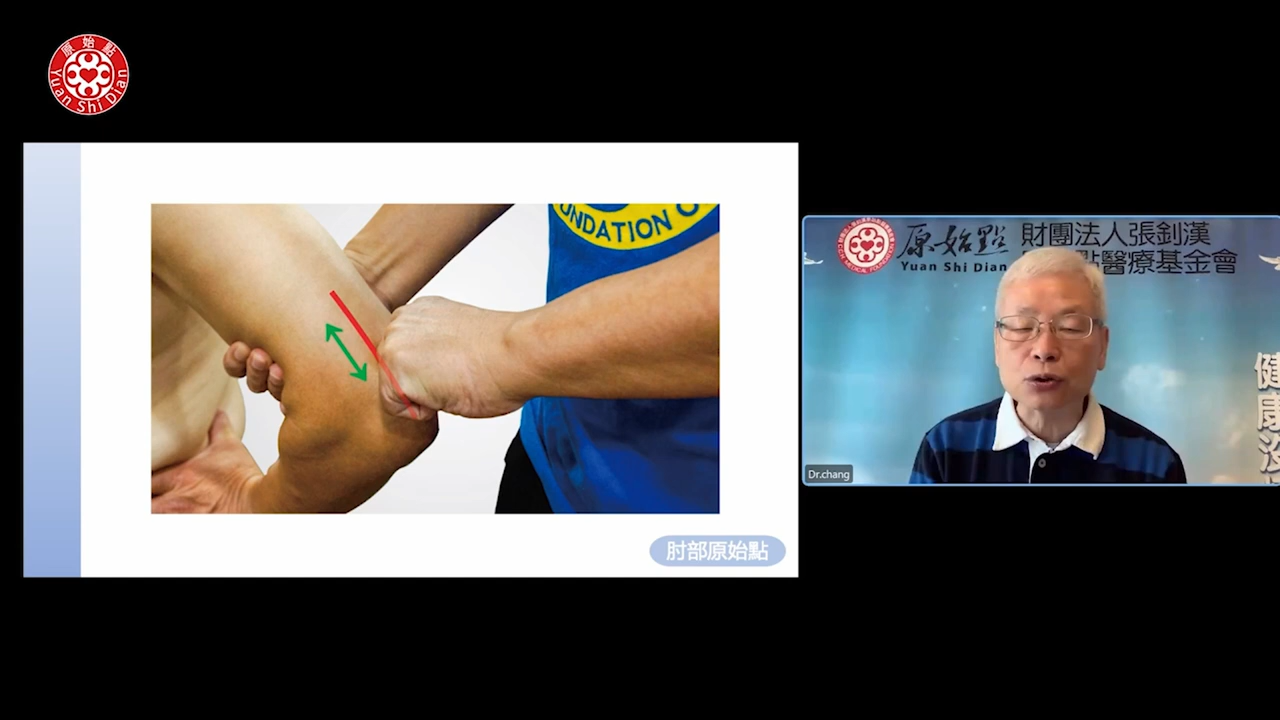 原始點
Yuan Shi Dian
UNDATION O
肘部原始點
原始點
Yuan Shi Dian
財團法人張釗漢
點醫療基金會
健康沒
Dr.chang